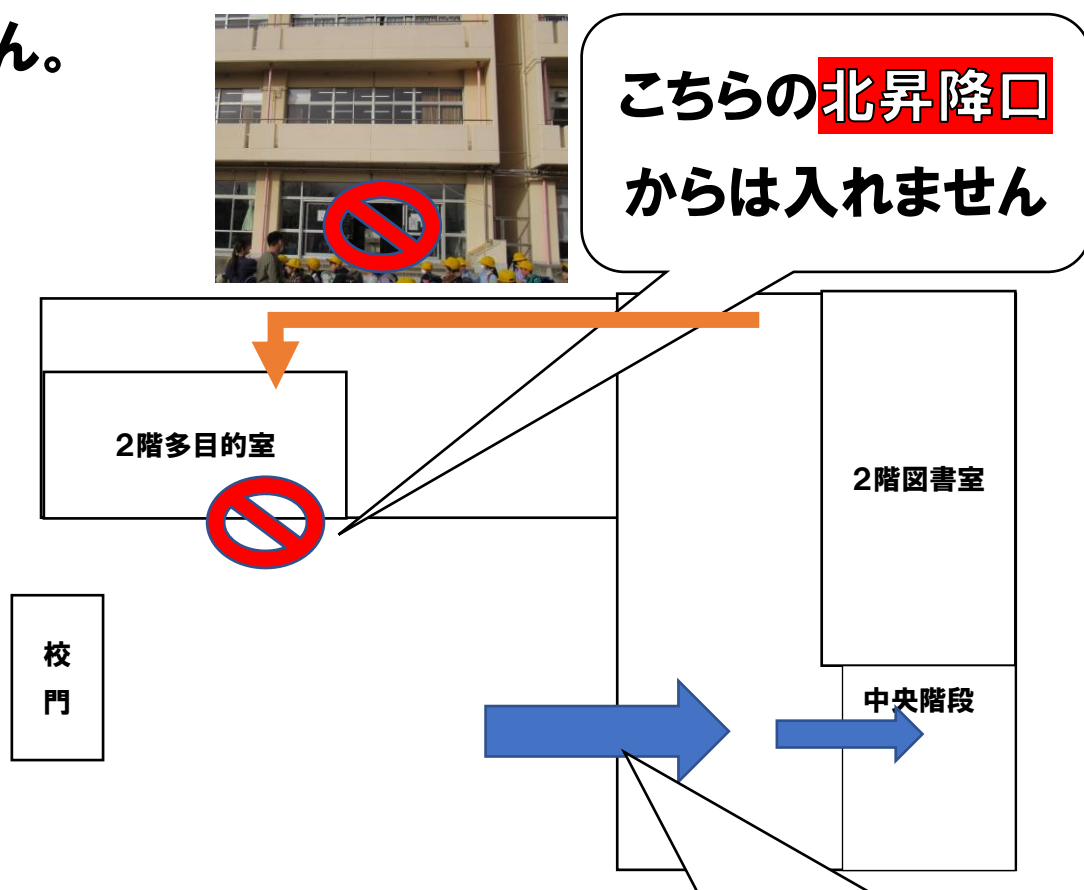 ん。
こちらの北昇降口
からは入れません
2階多目的室
2階図書室
校
門
中央階段